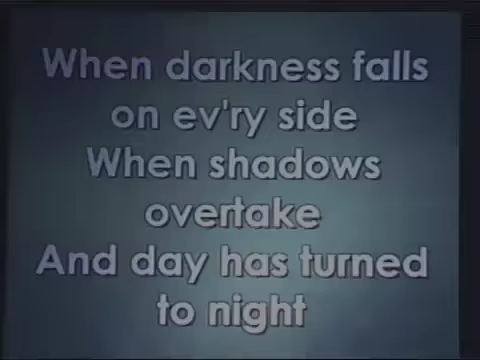 When darkness falls
on ev'ry side
When shadows
overtake
And day has turned
to night